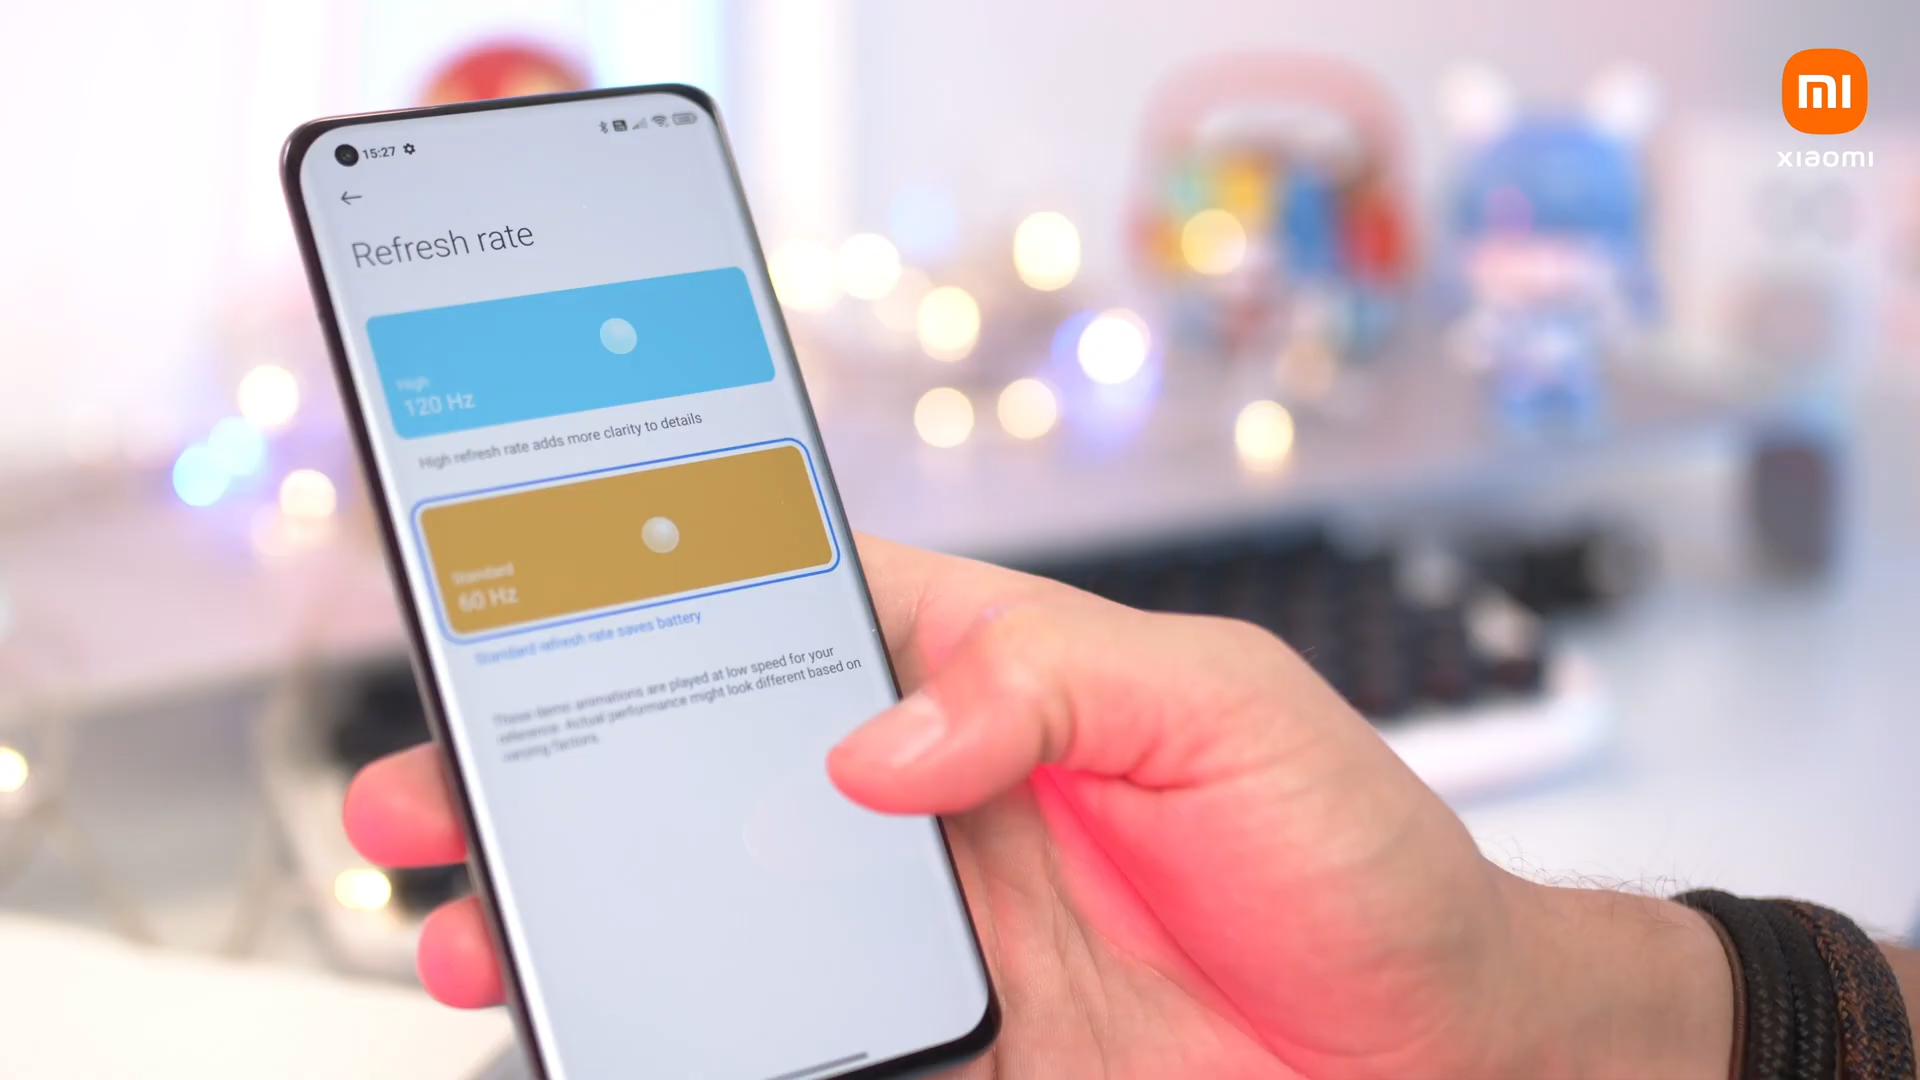 15:27
Refresh rate
High
120 Hz
High refresh rate adds more clarity to details
Standard
60 Hz
Standard refresh rate saves battery
These demo animations are played at low speed for your
reference. Actual performance might look different based on
varying factors.
mi
xiaomi